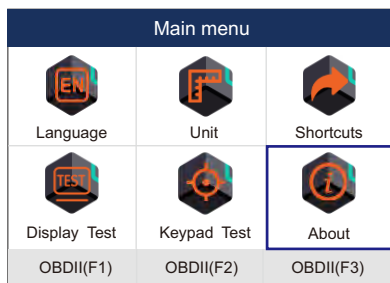 Main menu
EN
Language Unit Shortcuts
TEST
Display Test Keypad Test About
OBDII(F1) OBDII(F2) OBDII(F3)